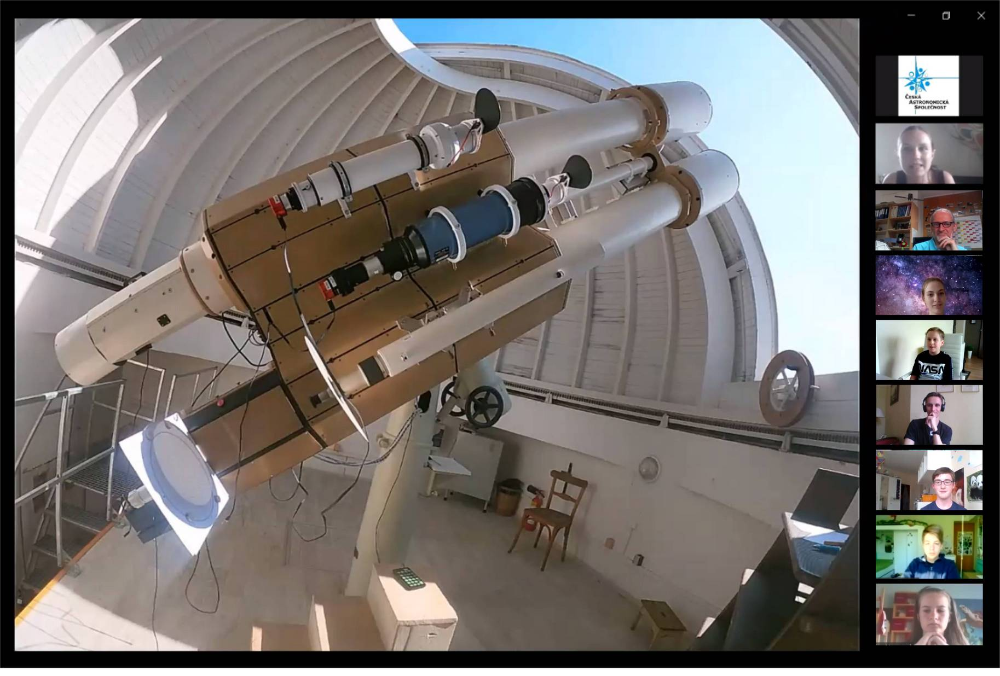 ČESKÁ
ASTRONOMICKÁ
SPOLEČNOST
NASA